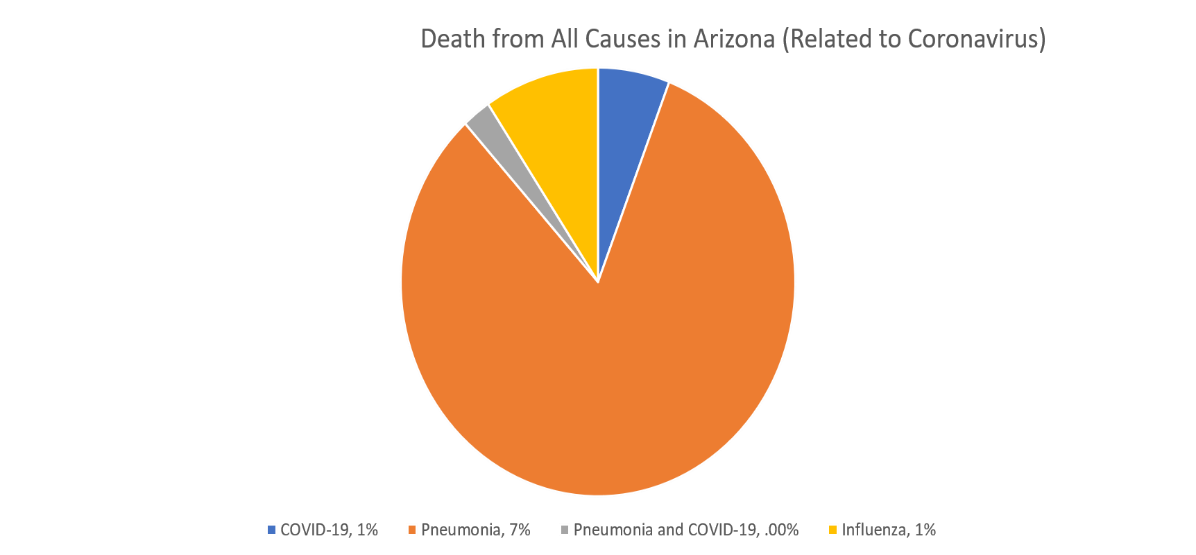 Death from All Causes in Arizona (Related to Coronavirus)
COVID-19, 1% Pneumonia, 7% Pneumonia and COVID-19, .00% Influenza, 1%